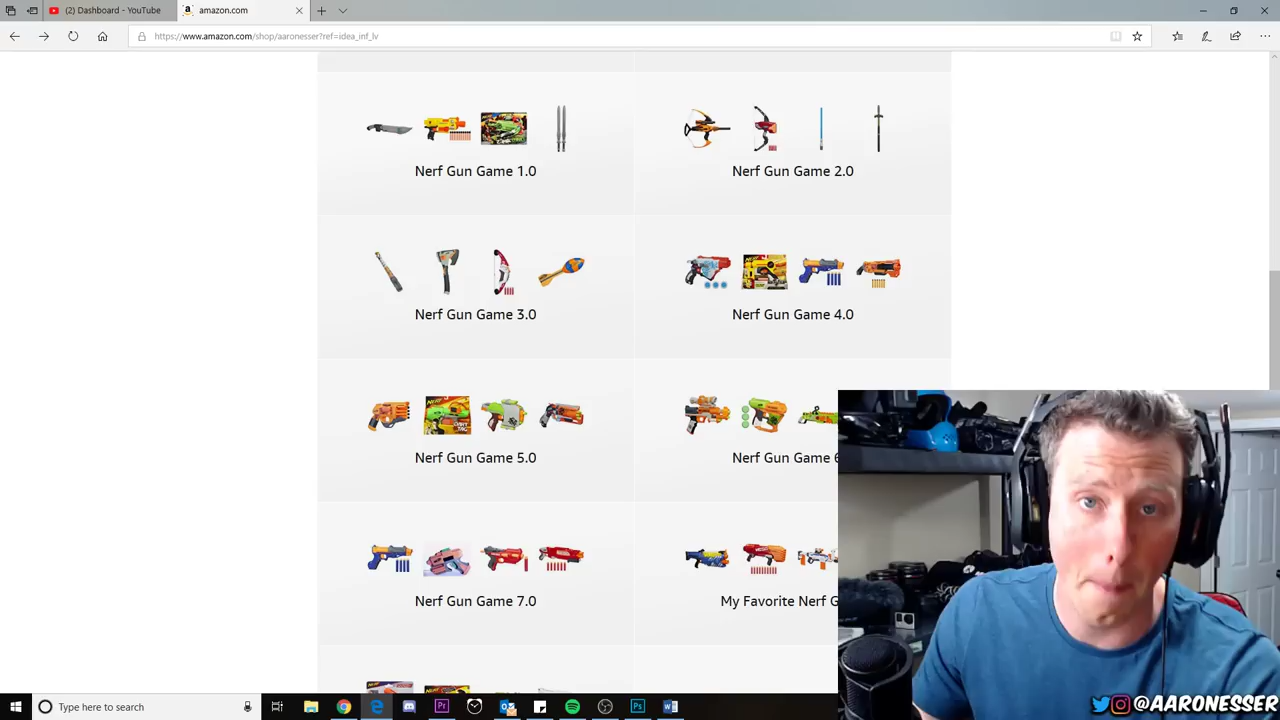 (2) Dashboard - YouTube
amazon.com
https://www.amazon.com/shop/aaronesser?ref=idea_inf_lv
Nerf Gun Game 1.0
Nerf Gun Game 2.0
Nerf Gun Game 3.0
Nerf Gun Game 4.0
Nerf Gun Game 5.0
Nerf Gun Game 6
Nerf Gun Game 7.0
My Favorite Nerf G
Type here to search
@AARONESSER